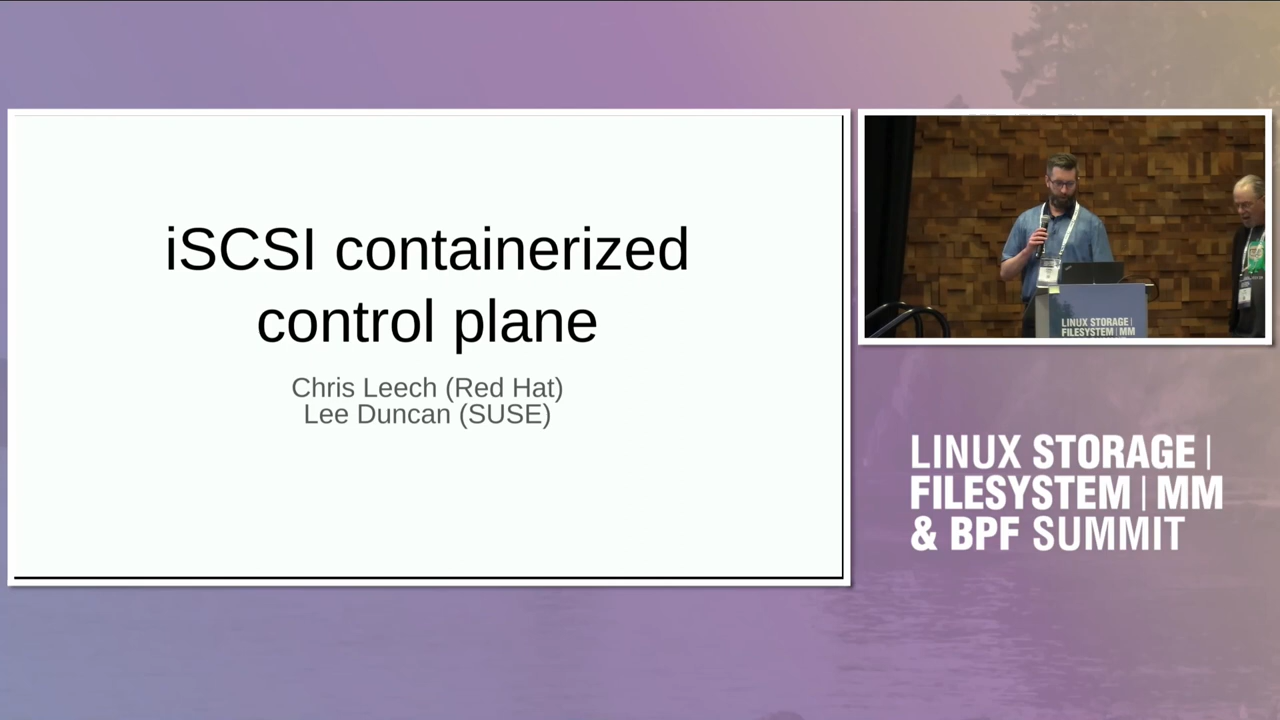 iSCSI containerized
control plane
Chris Leech (Red Hat)
Lee Duncan (SUSE)
LINUX STORAGE |
FILESYSTEM | MM
LINUX STORAGE |
FILESYSTEM | MM
& BPF SUMMIT